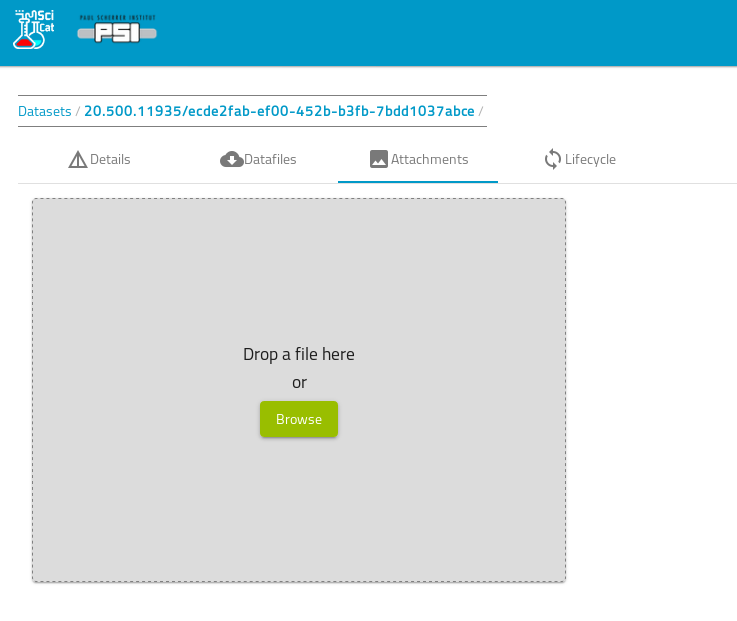 Sci
Cat
PAUL SCHERRER INSTITUT
PSI
Datasets / 20.500.11935/ecde2fab-ef00-452b-b3fb-7bdd1037abce /
Details
Datafiles
Attachments
Lifecycle
Drop a file here
or
Browse